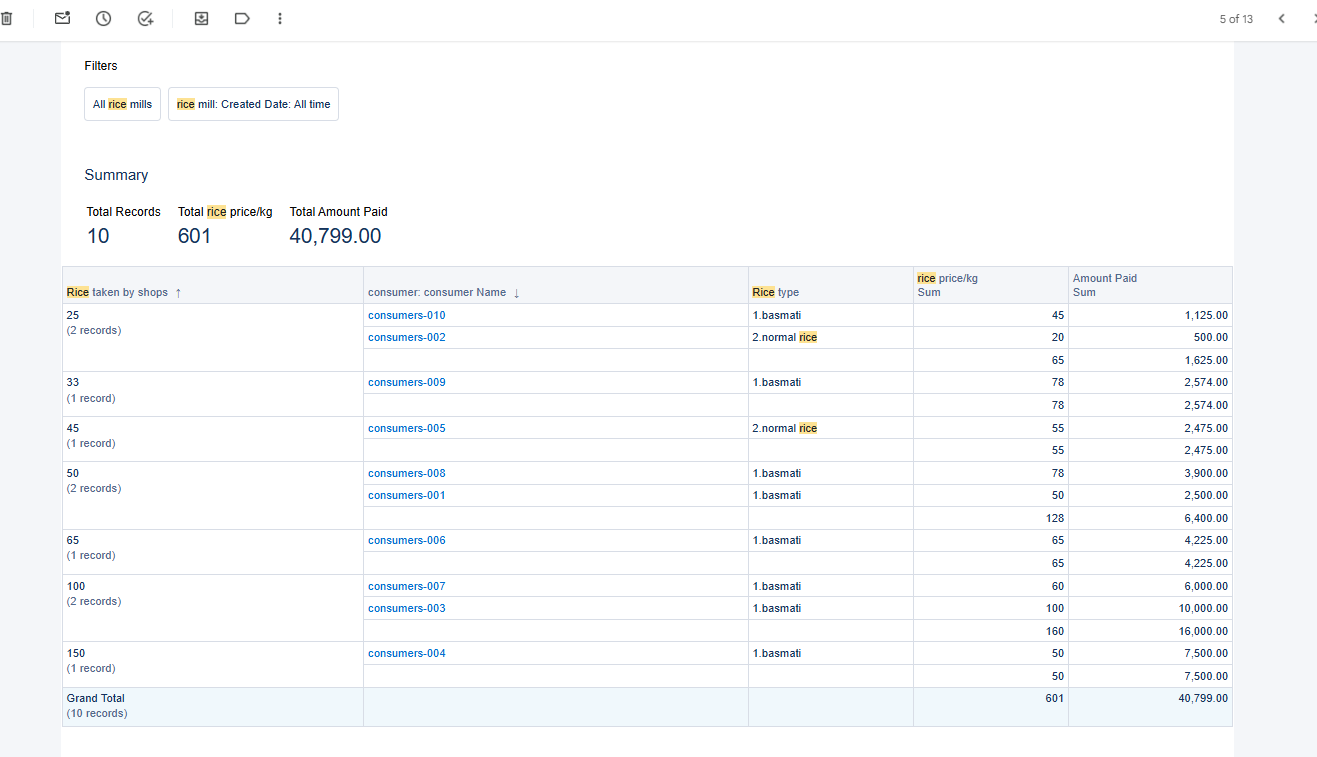 5 of 13
Filters
All rice mills
rice mill: Created Date: All time
Summary
Total Records Total rice price/kg Total Amount Paid
10 601 40,799.00
Rice taken by shops ↑ consumer: consumer Name ↓ Rice type rice price/kg Sum Amount Paid Sum
25 consumers-010 1.basmati 45 1,125.00
(2 records) consumers-002 2.normal rice 20 500.00
65 1,625.00
33 consumers-009 1.basmati 78 2,574.00
(1 record) 78 2,574.00
45 consumers-005 2.normal rice 55 2,475.00
(1 record) 55 2,475.00
50 consumers-008 1.basmati 78 3,900.00
(2 records) consumers-001 1.basmati 50 2,500.00
128 6,400.00
65 consumers-006 1.basmati 65 4,225.00
(1 record) 65 4,225.00
100 consumers-007 1.basmati 60 6,000.00
(2 records) consumers-003 1.basmati 100 10,000.00
160 16,000.00
150 consumers-004 1.basmati 50 7,500.00
(1 record) 50 7,500.00
Grand Total 601 40,799.00
(10 records)